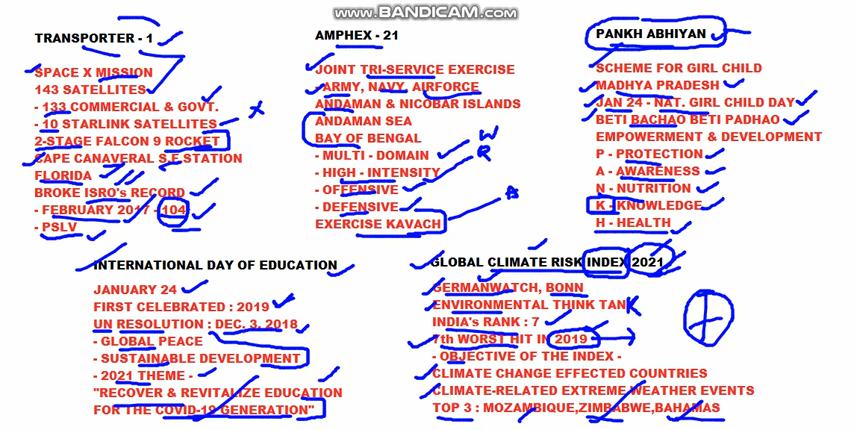 www.BANDICAM.com
TRANSPORTER - 1
SPACE X MISSION
143 SATELLITES
- 133 COMMERCIAL & GOVT.
- 10 STARLINK SATELLITES
2-STAGE FALCON 9 ROCKET
CAPE CANAVERAL S.F.STATION
FLORIDA
BROKE ISRO's RECORD
- FEBRUARY 2017 - 104
- PSLV
AMPHEX - 21
JOINT TRI-SERVICE EXERCISE
- ARMY, NAVY, AIRFORCE
ANDAMAN & NICOBAR ISLANDS
ANDAMAN SEA
BAY OF BENGAL
- MULTI - DOMAIN
W
- HIGH - INTENSITY
R
- OFFENSIVE
- DEFENSIVE
A
EXERCISE KAVACH
PANKH ABHIYAN
SCHEME FOR GIRL CHILD
MADHYA PRADESH
JAN 24 - NAT. GIRL CHILD DAY
BETI BACHAO BETI PADHAO
EMPOWERMENT & DEVELOPMENT
P - PROTECTION
A - AWARENESS
N - NUTRITION
K - KNOWLEDGE
H - HEALTH
INTERNATIONAL DAY OF EDUCATION
JANUARY 24
FIRST CELEBRATED : 2019
UN RESOLUTION : DEC. 3, 2018
- GLOBAL PEACE
- SUSTAINABLE DEVELOPMENT
- 2021 THEME -
"RECOVER & REVITALIZE EDUCATION
FOR THE COVID-19 GENERATION"
GLOBAL CLIMATE RISK INDEX 2021
GERMANWATCH, BONN
ENVIRONMENTAL THINK TANK
INDIA's RANK : 7
7th WORST HIT IN 2019
- OBJECTIVE OF THE INDEX -
CLIMATE CHANGE EFFECTED COUNTRIES
CLIMATE-RELATED EXTREME WEATHER EVENTS
TOP 3 : MOZAMBIQUE,ZIMBABWE,BAHAMAS
7